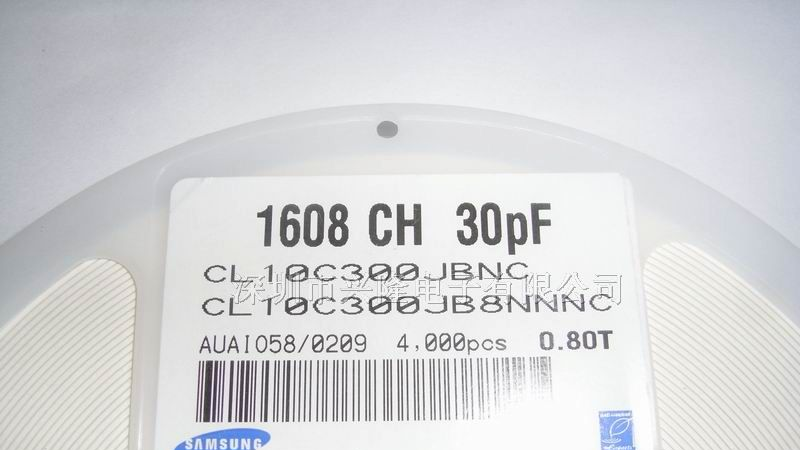 1608 CH 30pF
CL10C300JBNC
深圳市兴隆电子有限公司
CL10C300JB8NNNC
AUAI058/0209 4,000pcs 0.80T
SAMSUNG